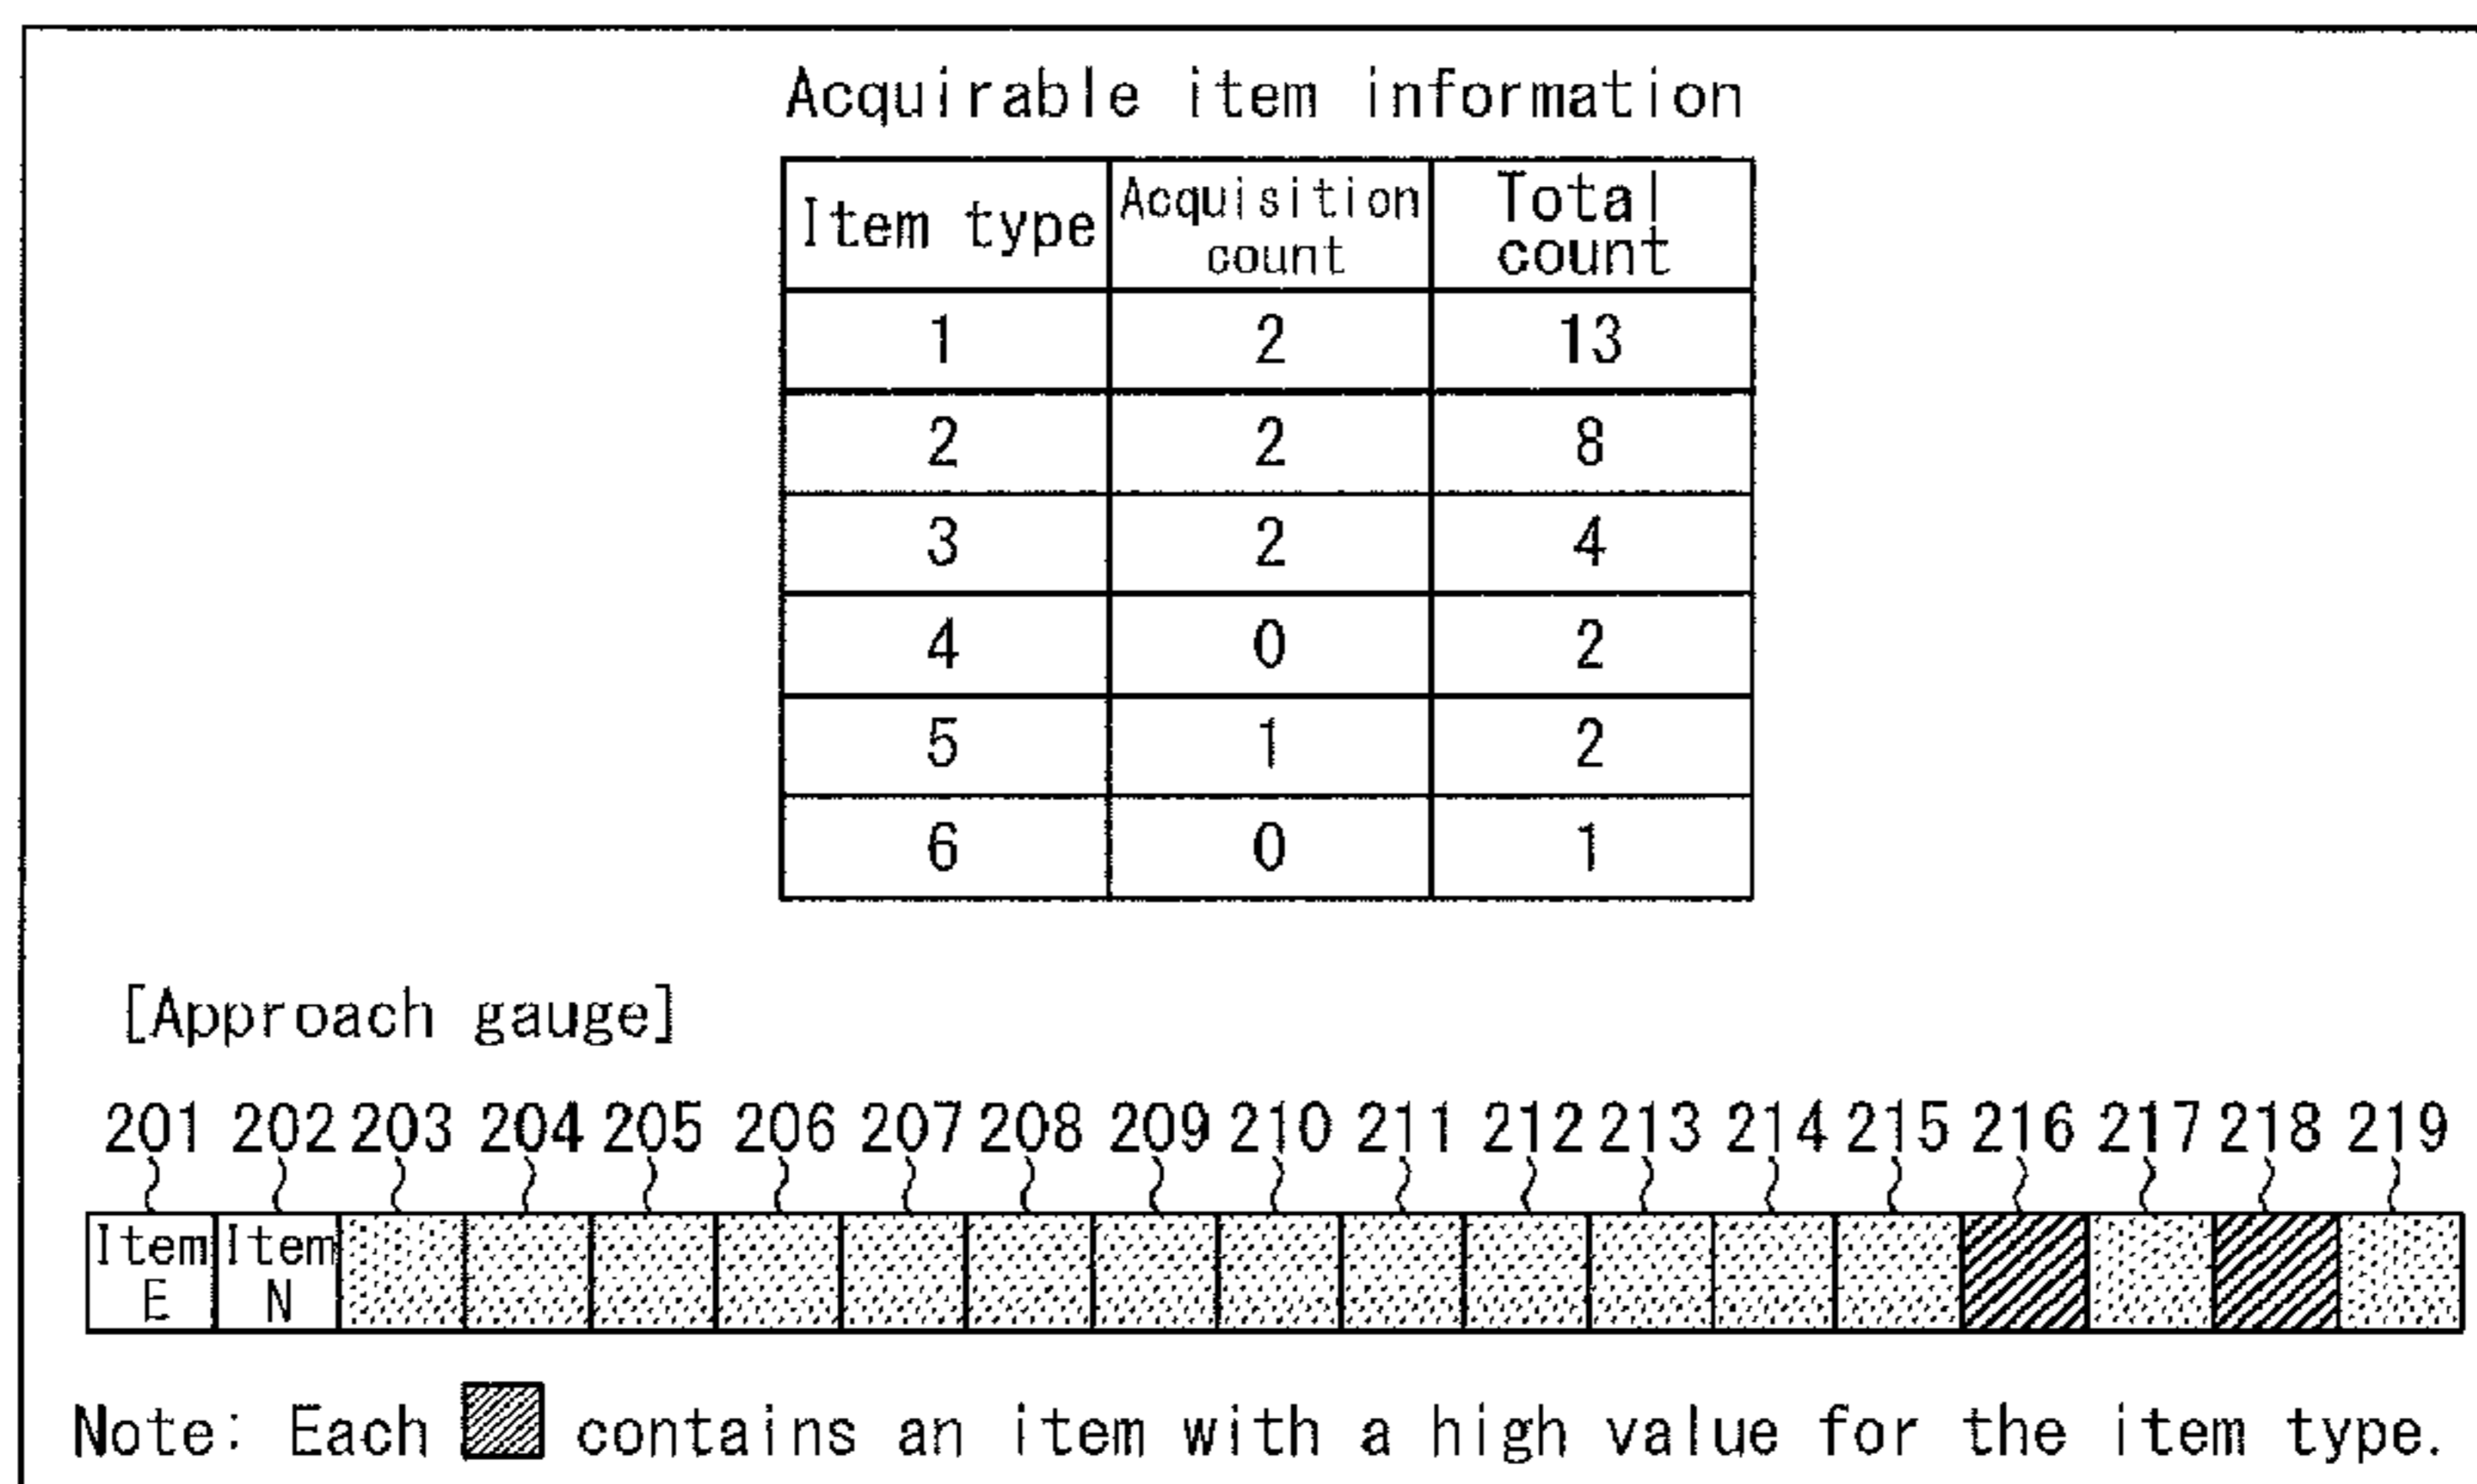 Acquirable item information
Item type Acquisition count Total count
1 2 13
2 2 8
3 2 4
4 0 2
5 1 2
6 0 1
[Approach gauge]
201 202 203 204 205 206 207 208 209 210 211 212 213 214 215 216 217 218 219
Item E Item N
Note: Each contains an item with a high value for the item type.